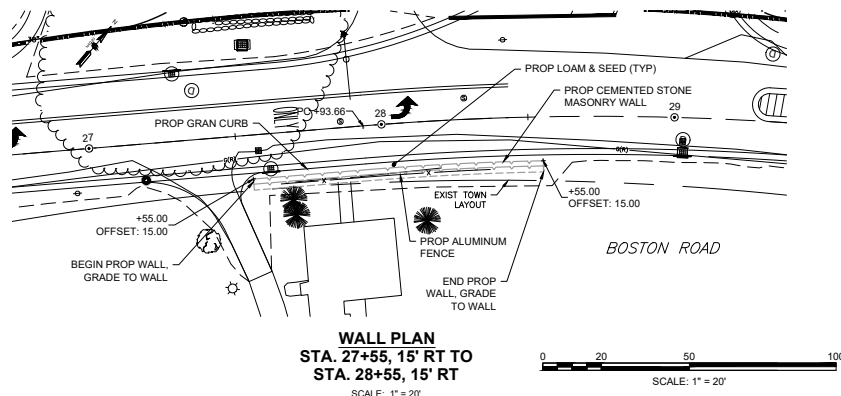 PROP LOAM & SEED (TYP)
PROP CEMENTED STONE
MASONRY WALL
PROP GRAN CURB
PC +93.66
27
28
29
+55.00
OFFSET: 15.00
BEGIN PROP WALL,
GRADE TO WALL
EXIST TOWN
LAYOUT
PROP ALUMINUM
FENCE
END PROP
WALL, GRADE
TO WALL
+55.00
OFFSET: 15.00
BOSTON ROAD
WALL PLAN
STA. 27+55, 15' RT TO
STA. 28+55, 15' RT
SCALE: 1" = 20'
0 20 50 100
SCALE: 1" = 20'